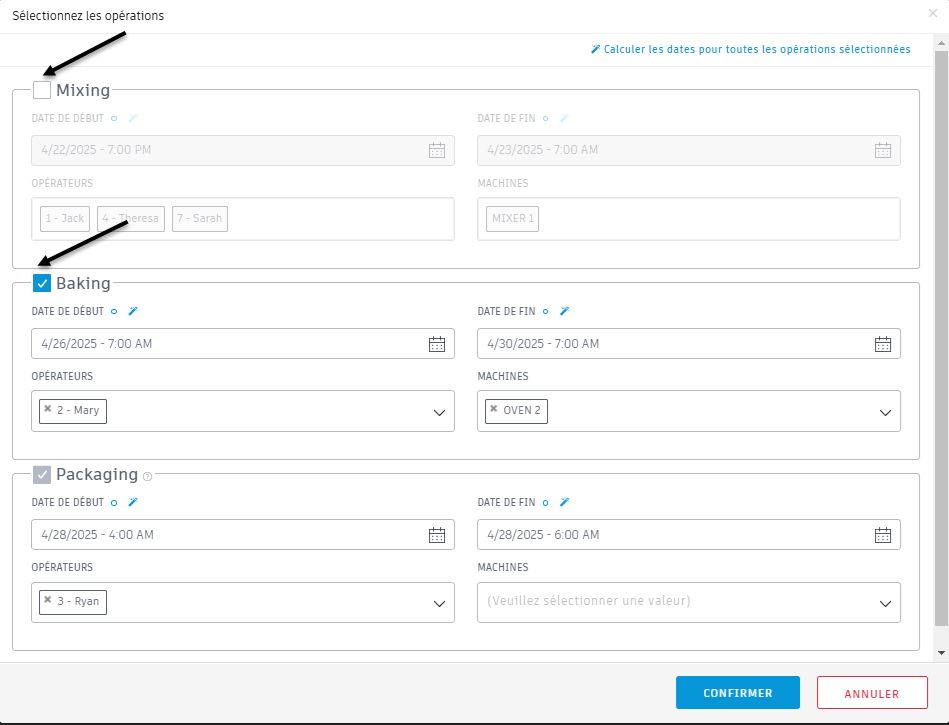 Sélectionnez les opérations
Calculer les dates pour toutes les opérations sélectionnées
Mixing
DATE DE DÉBUT
DATE DE FIN
4/22/2025 - 7:00 PM
4/23/2025 - 7:00 AM
OPÉRATEURS
MACHINES
1 - Jack 4 - Theresa 7 - Sarah
MIXER 1
Baking
DATE DE DÉBUT
DATE DE FIN
4/26/2025 - 7:00 AM
4/30/2025 - 7:00 AM
OPÉRATEURS
MACHINES
2 - Mary
OVEN 2
Packaging
DATE DE DÉBUT
DATE DE FIN
4/28/2025 - 4:00 AM
4/28/2025 - 6:00 AM
OPÉRATEURS
MACHINES
3 - Ryan
(Veuillez sélectionner une valeur)
CONFIRMER
ANNULER